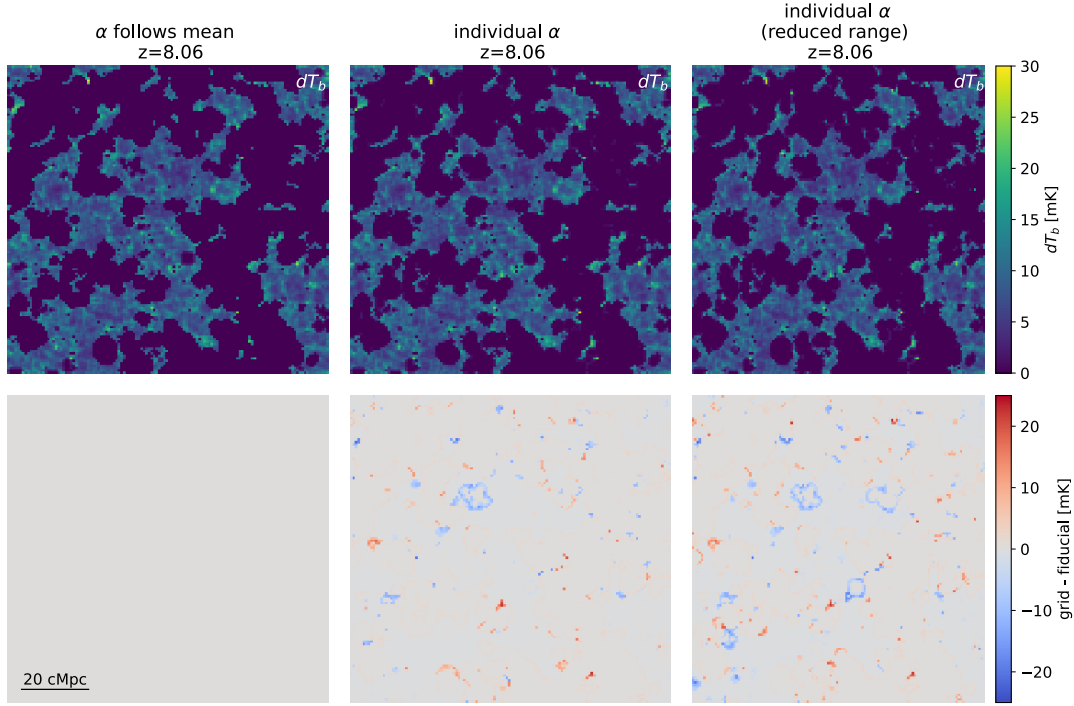 α follows mean
z=8.06
individual α
z=8.06
individual α
(reduced range)
z=8.06
dT_b
dT_b
dT_b
30
25
20
15
10
5
0
dT_b [mK]
20 cMpc
20
10
0
−10
−20
grid - fiducial [mK]